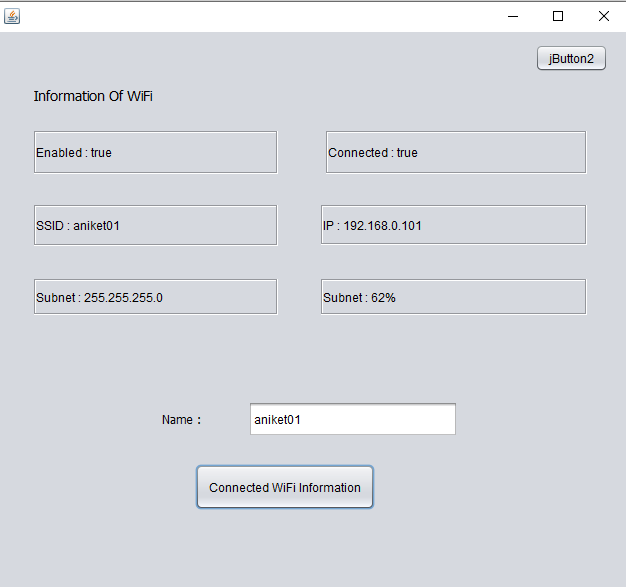 jButton2
Information Of WiFi
Enabled : true
Connected : true
SSID : aniket01
IP : 192.168.0.101
Subnet : 255.255.255.0
Subnet : 62%
Name :
aniket01
Connected WiFi Information